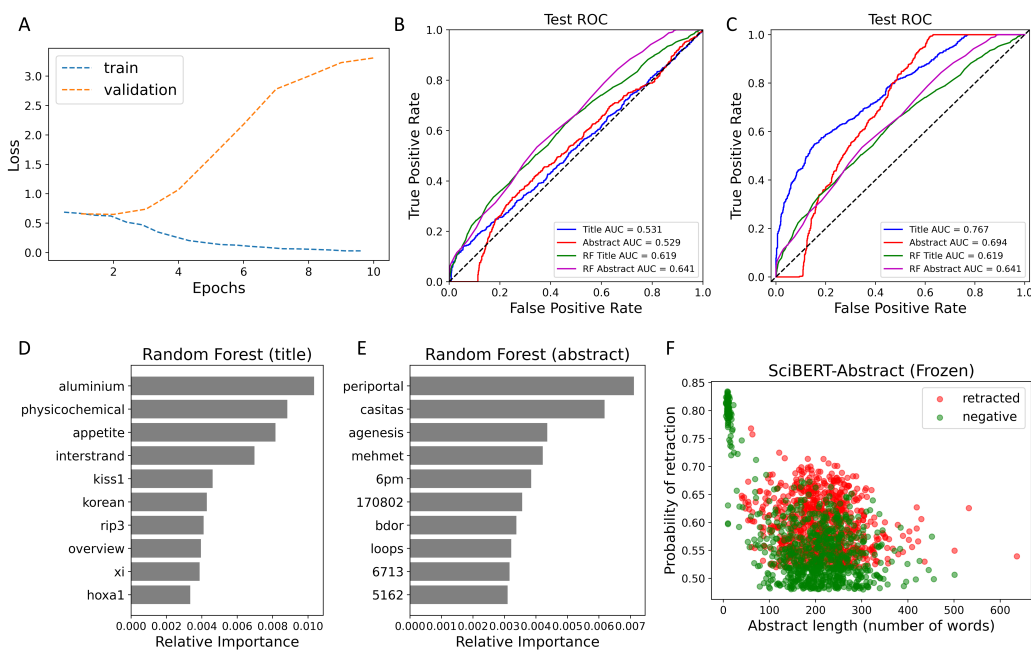 A
train
validation
3.0
2.5
2.0
1.5
1.0
0.5
0.0
Loss
2 4 6 8 10
Epochs
B
Test ROC
1.0
0.8
0.6
0.4
0.2
0.0
True Positive Rate
Title AUC = 0.531
Abstract AUC = 0.529
RF Title AUC = 0.619
RF Abstract AUC = 0.641
0.0 0.2 0.4 0.6 0.8 1.0
False Positive Rate
C
Test ROC
1.0
0.8
0.6
0.4
0.2
0.0
True Positive Rate
Title AUC = 0.767
Abstract AUC = 0.694
RF Title AUC = 0.619
RF Abstract AUC = 0.641
0.0 0.2 0.4 0.6 0.8 1.0
False Positive Rate
D
Random Forest (title)
aluminium
physicochemical
appetite
interstrand
kiss1
korean
rip3
overview
xi
hoxa1
0.000 0.002 0.004 0.006 0.008 0.010
Relative Importance
E
Random Forest (abstract)
periportal
casitas
agenesis
mehmet
6pm
170802
bdor
loops
6713
5162
0.000 0.001 0.002 0.003 0.004 0.005 0.006 0.007
Relative Importance
F
SciBERT-Abstract (Frozen)
retracted
negative
0.85
0.80
0.75
0.70
0.65
0.60
0.55
0.50
Probability of retraction
0 100 200 300 400 500 600
Abstract length (number of words)